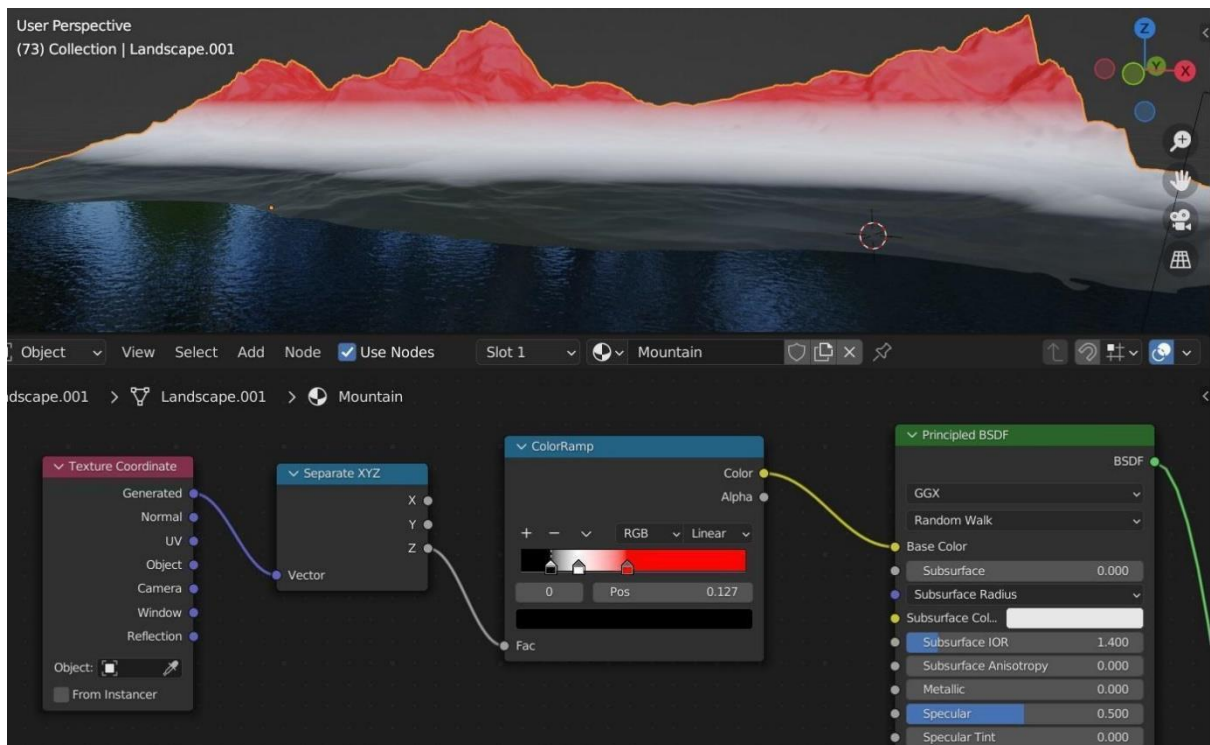 User Perspective
(73) Collection | Landscape.001
Z
Y
X
Object View Select Add Node Use Nodes Slot 1 Mountain
dscape.001 > Landscape.001 > Mountain
Texture Coordinate
Generated
Normal
UV
Object
Camera
Window
Reflection
Object:
From Instancer
Separate XYZ
X
Y
Z
Vector
ColorRamp
Color
Alpha
+ − RGB Linear
0 Pos 0.127
Fac
Principled BSDF
BSDF
GGX
Random Walk
Base Color
Subsurface 0.000
Subsurface Radius
Subsurface Col...
Subsurface IOR 1.400
Subsurface Anisotropy 0.000
Metallic 0.000
Specular 0.500
Specular Tint 0.000